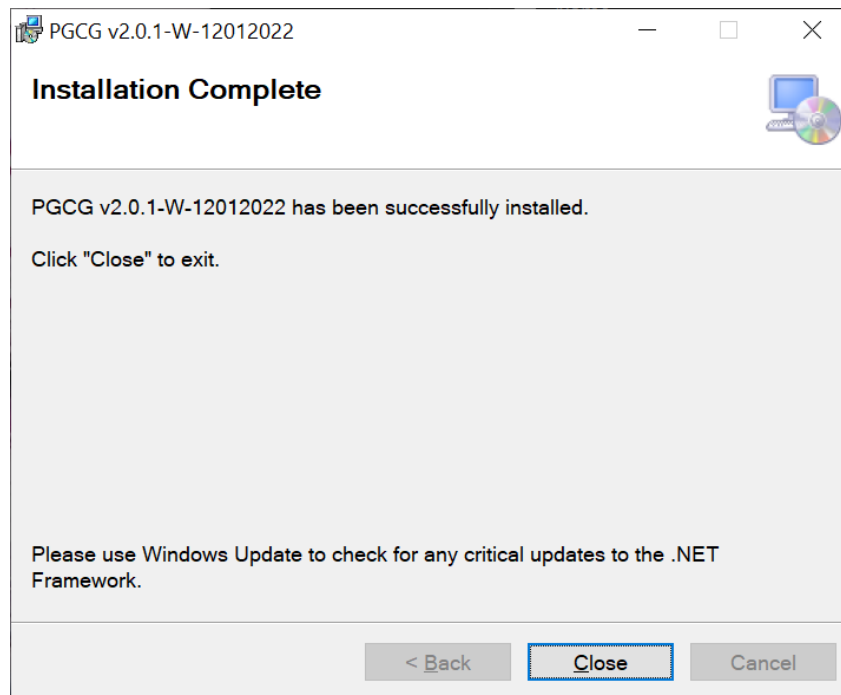 PGCG v2.0.1-W-12012022
Installation Complete
PGCG v2.0.1-W-12012022 has been successfully installed.
Click "Close" to exit.
Please use Windows Update to check for any critical updates to the .NET
Framework.
< Back
Close
Cancel